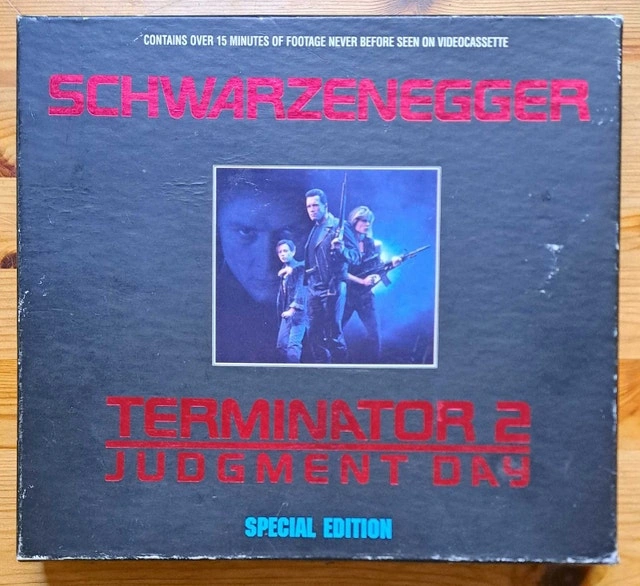 CONTAINS OVER 15 MINUTES OF FOOTAGE NEVER BEFORE SEEN ON VIDEOCASSETTE
SCHWARZENEGGER
TERMINATOR 2
JUDGMENT DAY
SPECIAL EDITION